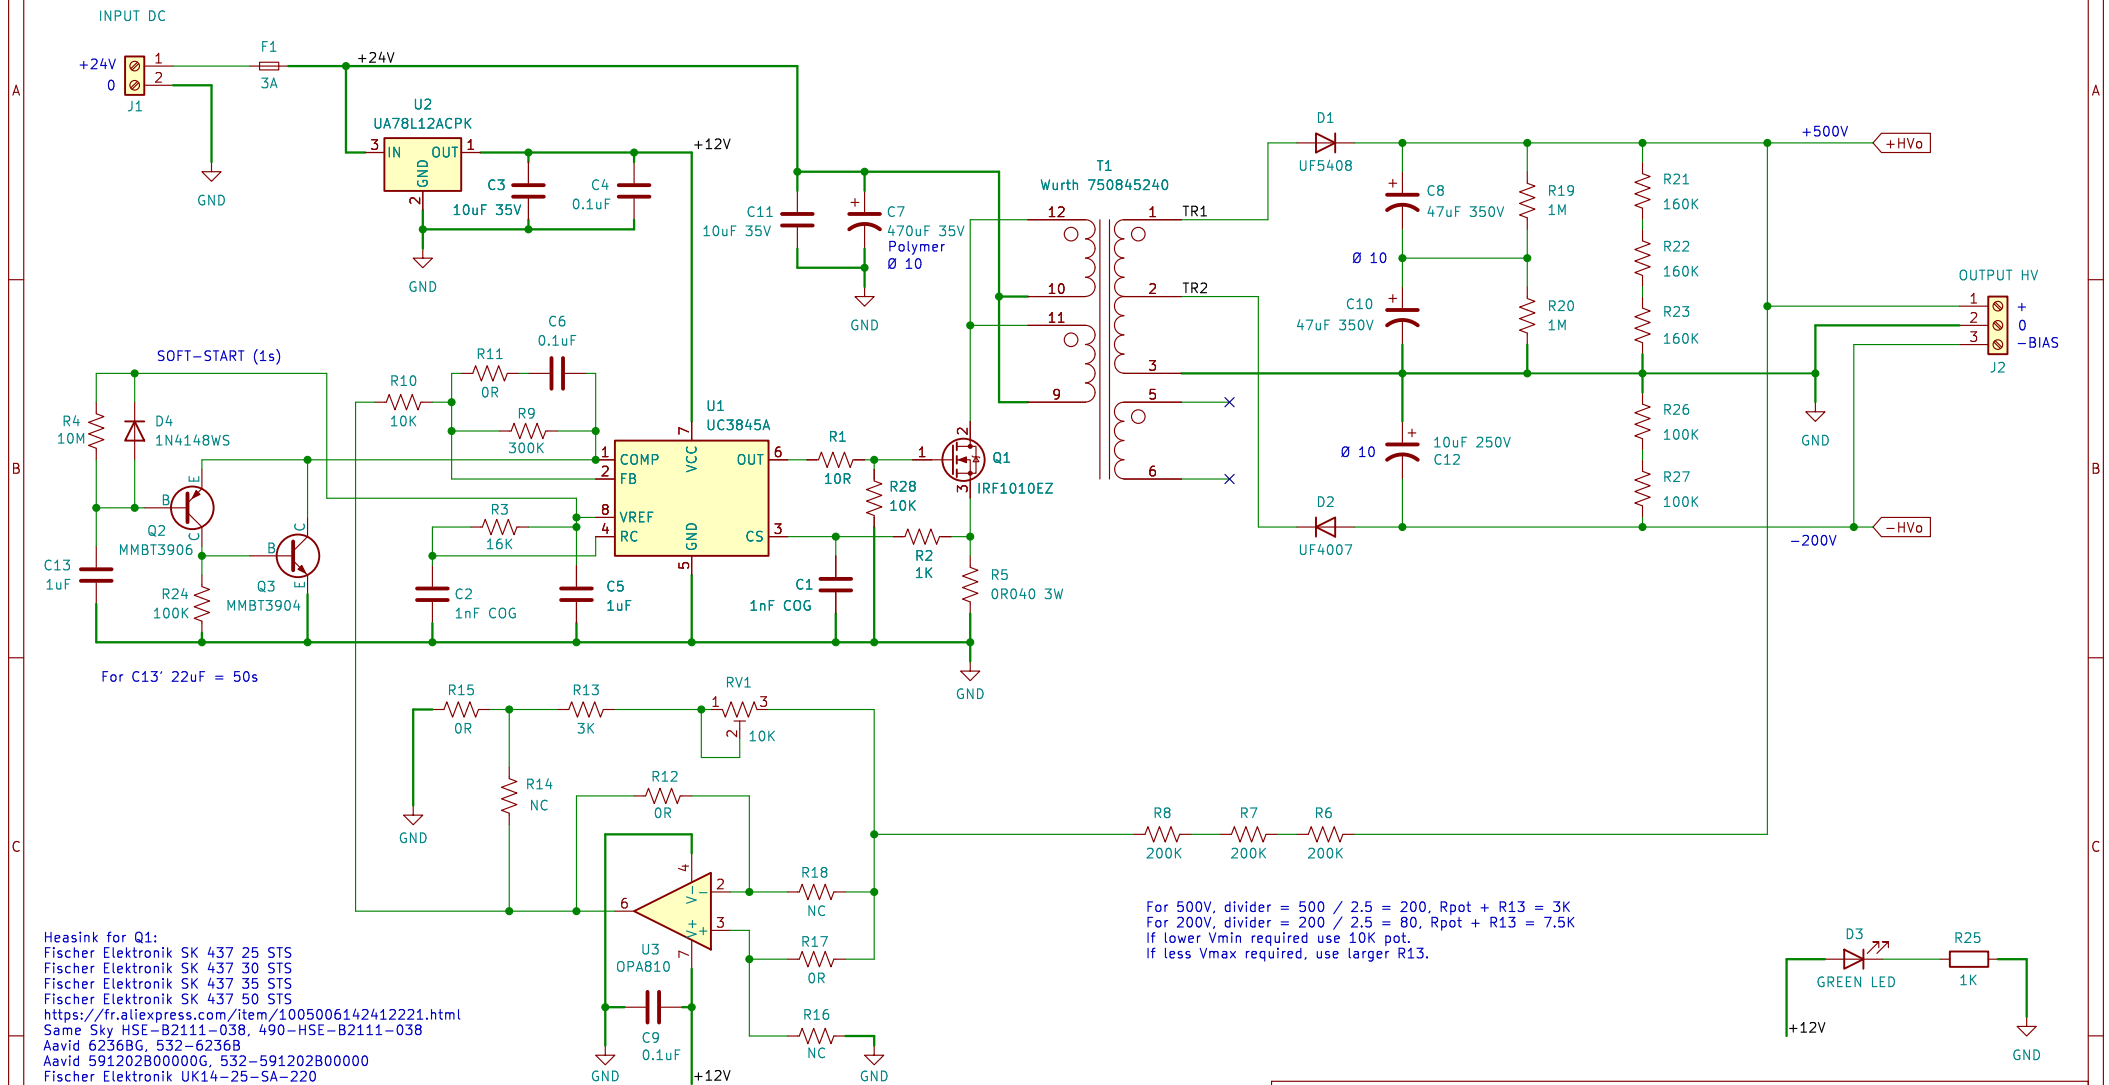 INPUT DC
+24V
1
0
2
J1
GND
F1
3A
+24V
U2
UA78L12ACPK
3
IN
OUT
1
GND
2
+12V
C3
10uF 35V
C4
0.1uF
GND
C11
10uF 35V
C7
470uF 35V
Polymer
Ø 10
GND
T1
Wurth 750845240
12
10
11
9
1
TR1
2
TR2
3
5
6
D1
UF5408
+500V
+HVo
C8
47uF 350V
Ø 10
C10
47uF 350V
R19
1M
R20
1M
R21
160K
R22
160K
R23
160K
R26
100K
R27
100K
Ø 10
10uF 250V
C12
D2
UF4007
-200V
-HVo
OUTPUT HV
1
+
2
0
3
-BIAS
J2
GND
SOFT-START (1s)
R4
10M
D4
1N4148WS
E
B
C
Q2
MMBT3906
C
B
E
Q3
MMBT3904
C13
1uF
R24
100K
For C13' 22uF = 50s
R10
10K
R11
0R
C6
0.1uF
R9
300K
R3
16K
C2
1nF COG
C5
1uF
U1
UC3845A
7
VCC
1
COMP
2
FB
8
VREF
4
RC
OUT
6
CS
3
GND
5
R1
10R
R28
10K
R2
1K
C1
1nF COG
1
2
3
Q1
IRF1010EZ
R5
0R040 3W
GND
R15
0R
R13
3K
RV1
1
3
2
10K
GND
R14
NC
R12
0R
4
V-
2
-
6
3
+
V+
7
U3
OPA810
R18
NC
R17
0R
R16
NC
C9
0.1uF
GND
+12V
GND
R8
200K
R7
200K
R6
200K
For 500V, divider = 500 / 2.5 = 200, Rpot + R13 = 3K
For 200V, divider = 200 / 2.5 = 80, Rpot + R13 = 7.5K
If lower Vmin required use 10K pot.
If less Vmax required, use larger R13.
D3
GREEN LED
R25
1K
+12V
GND
Heasink for Q1:
Fischer Elektronik SK 437 25 STS
Fischer Elektronik SK 437 30 STS
Fischer Elektronik SK 437 35 STS
Fischer Elektronik SK 437 50 STS
https://fr.aliexpress.com/item/1005006142412221.html
Same Sky HSE-B2111-038, 490-HSE-B2111-038
Aavid 6236BG, 532-6236B
Aavid 591202B00000G, 532-591202B00000
Fischer Elektronik UK14-25-SA-220
A
B
C
A
B
C